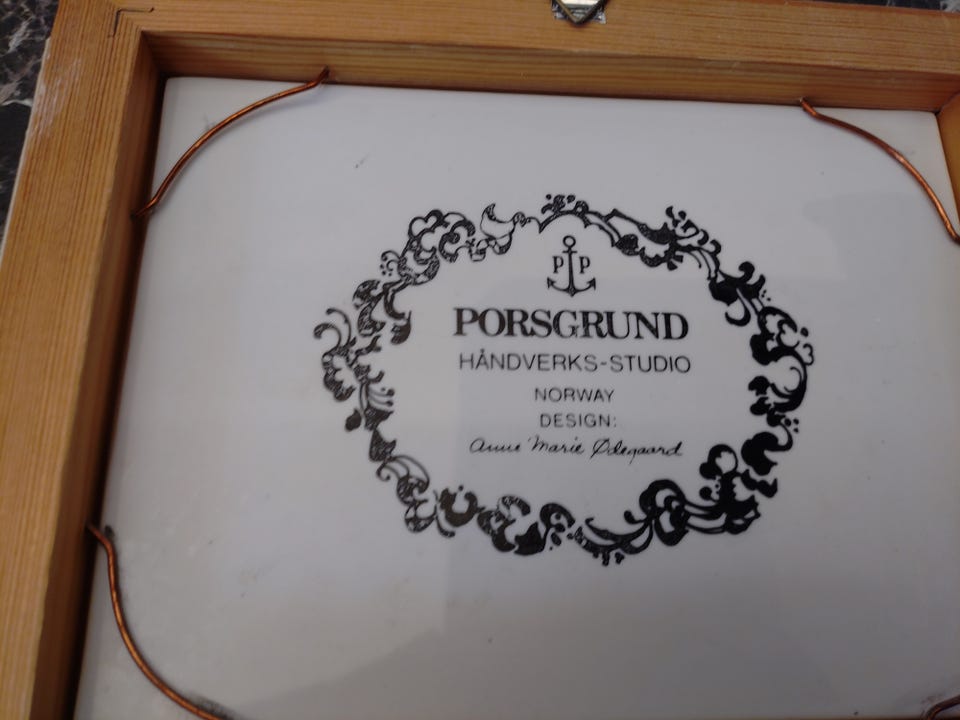 P P
PORSGRUND
HÅNDVERKS-STUDIO
NORWAY
DESIGN:
Anne Marie Ødegaard